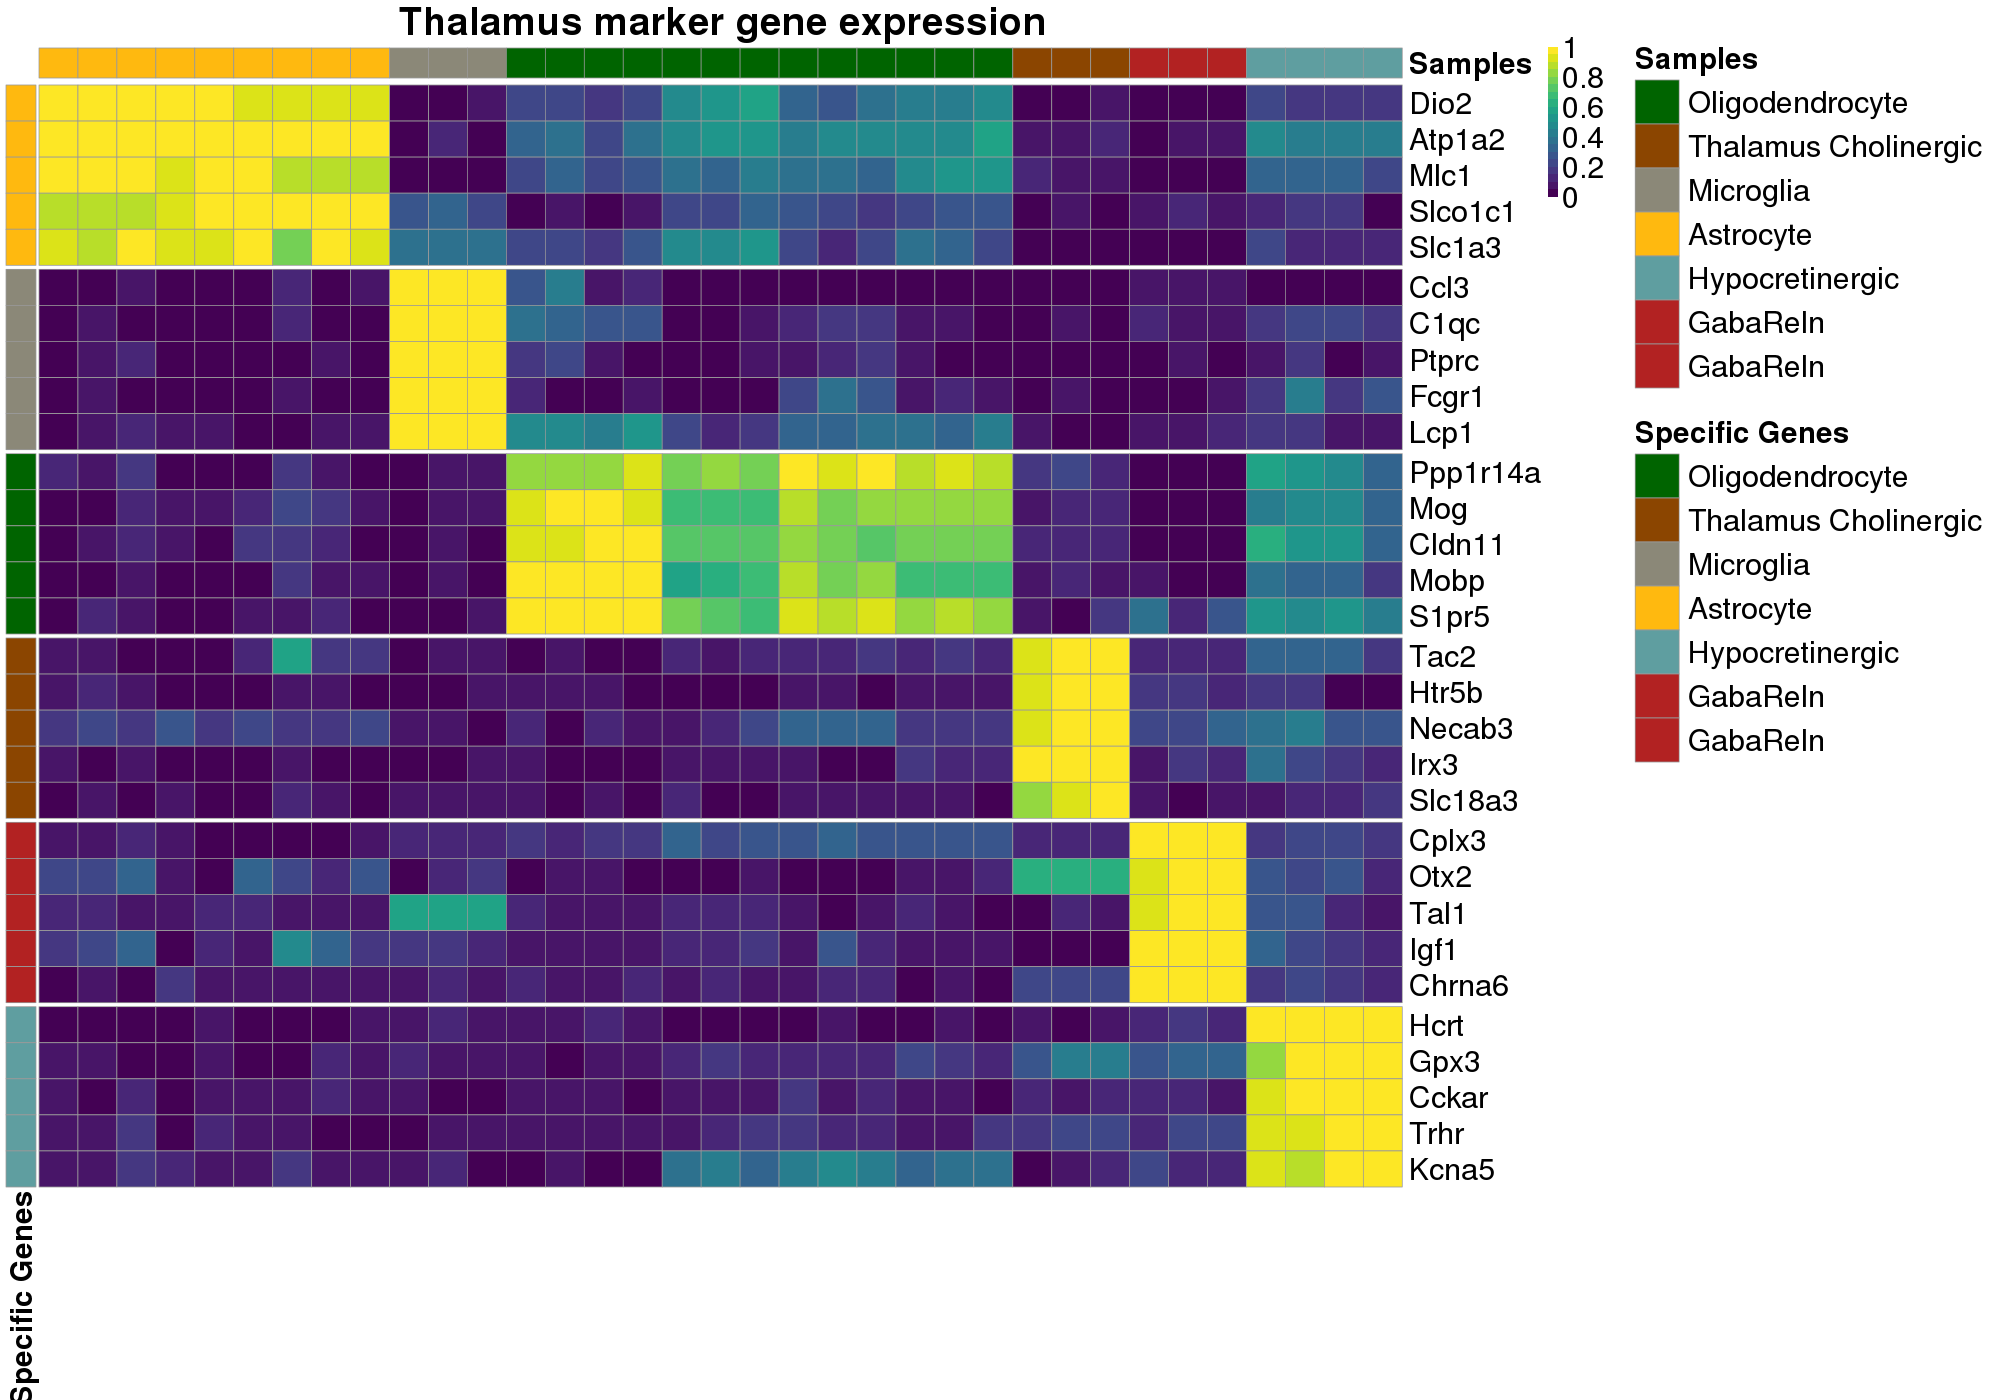 Thalamus marker gene expression
Samples
1
0.8
0.6
0.4
0.2
0
Dio2
Atp1a2
Mlc1
Slco1c1
Slc1a3
Ccl3
C1qc
Ptprc
Fcgr1
Lcp1
Ppp1r14a
Mog
Cldn11
Mobp
S1pr5
Tac2
Htr5b
Necab3
Irx3
Slc18a3
Cplx3
Otx2
Tal1
Igf1
Chrna6
Hcrt
Gpx3
Cckar
Trhr
Kcna5
Specific Genes
Samples
Oligodendrocyte
Thalamus Cholinergic
Microglia
Astrocyte
Hypocretinergic
GabaReln
GabaReln
Specific Genes
Oligodendrocyte
Thalamus Cholinergic
Microglia
Astrocyte
Hypocretinergic
GabaReln
GabaReln